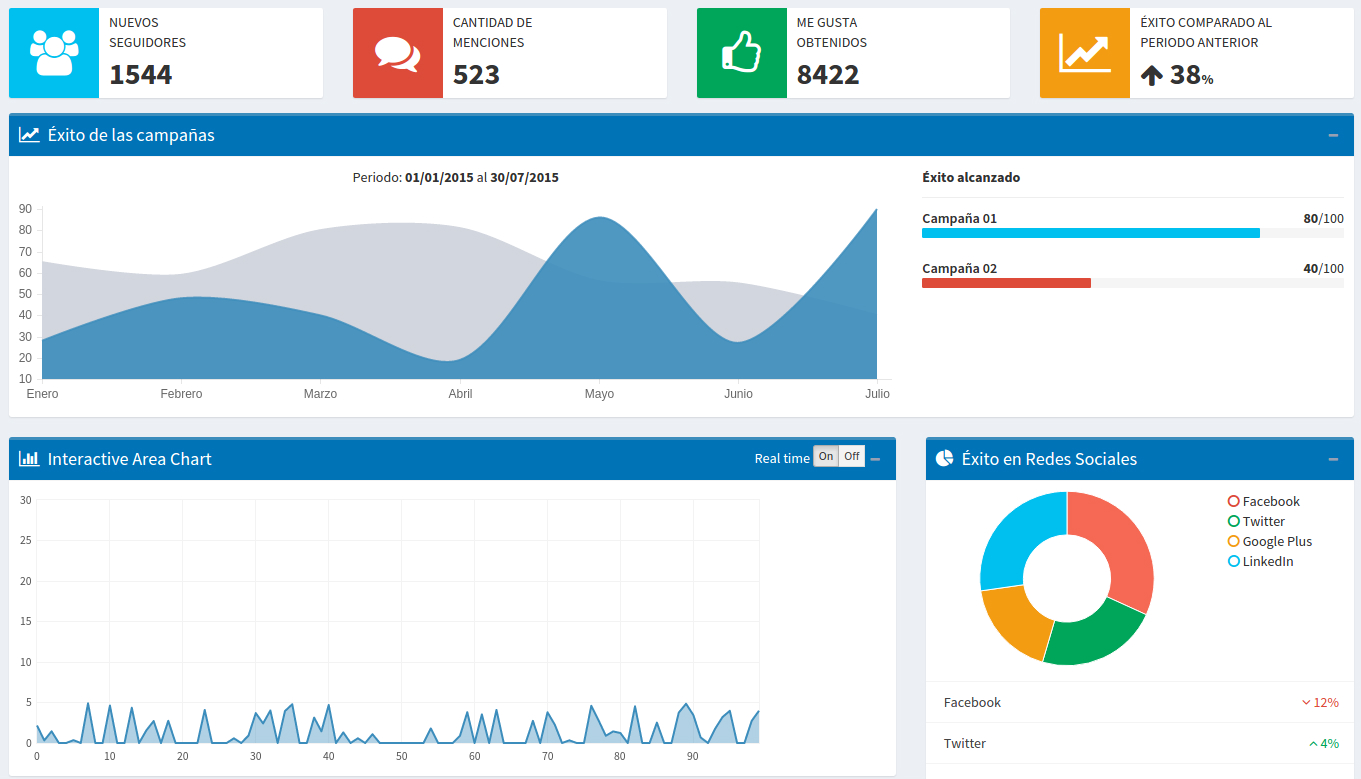 NUEVOS
SEGUIDORES
1544
CANTIDAD DE
MENCIONES
523
ME GUSTA
OBTENIDOS
8422
ÉXITO COMPARADO AL
PERIODO ANTERIOR
38%
Éxito de las campañas
Periodo: 01/01/2015 al 30/07/2015
90
80
70
60
50
40
30
20
10
Enero Febrero Marzo Abril Mayo Junio Julio
Éxito alcanzado
Campaña 01 80/100
Campaña 02 40/100
Interactive Area Chart
Real time On Off
30
25
20
15
10
5
0
0 10 20 30 40 50 60 70 80 90
Éxito en Redes Sociales
Facebook
Twitter
Google Plus
LinkedIn
Facebook 12%
Twitter 4%